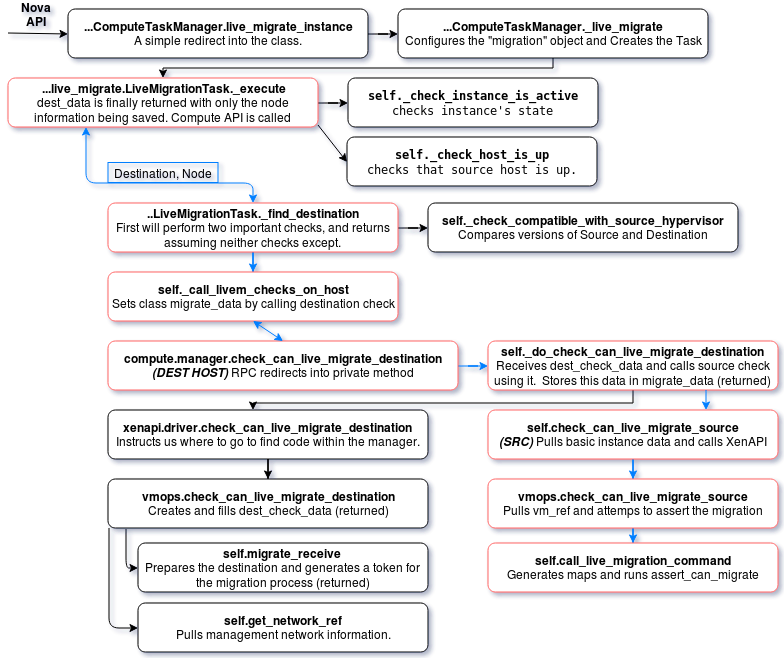 Nova
API
...ComputeTaskManager.live_migrate_instance
A simple redirect into the class.
...ComputeTaskManager._live_migrate
Configures the "migration" object and Creates the Task
...live_migrate.LiveMigrationTask._execute
dest_data is finally returned with only the node
information being saved. Compute API is called
self._check_instance_is_active
checks instance's state
self._check_host_is_up
checks that source host is up.
Destination, Node
..LiveMigrationTask._find_destination
First will perform two important checks, and returns
assuming neither checks except.
self._check_compatible_with_source_hypervisor
Compares versions of Source and Destination
self._call_livem_checks_on_host
Sets class migrate_data by calling destination check
compute.manager.check_can_live_migrate_destination
(DEST HOST) RPC redirects into private method
self._do_check_can_live_migrate_destination
Receives dest_check_data and calls source check
using it. Stores this data in migrate_data (returned)
xenapi.driver.check_can_live_migrate_destination
Instructs us where to go to find code within the manager.
self.check_can_live_migrate_source
(SRC) Pulls basic instance data and calls XenAPI
vmops.check_can_live_migrate_destination
Creates and fills dest_check_data (returned)
vmops.check_can_live_migrate_source
Pulls vm_ref and attemps to assert the migration
self.migrate_receive
Prepares the destination and generates a token for
the migration process (returned)
self.call_live_migration_command
Generates maps and runs assert_can_migrate
self.get_network_ref
Pulls management network information.